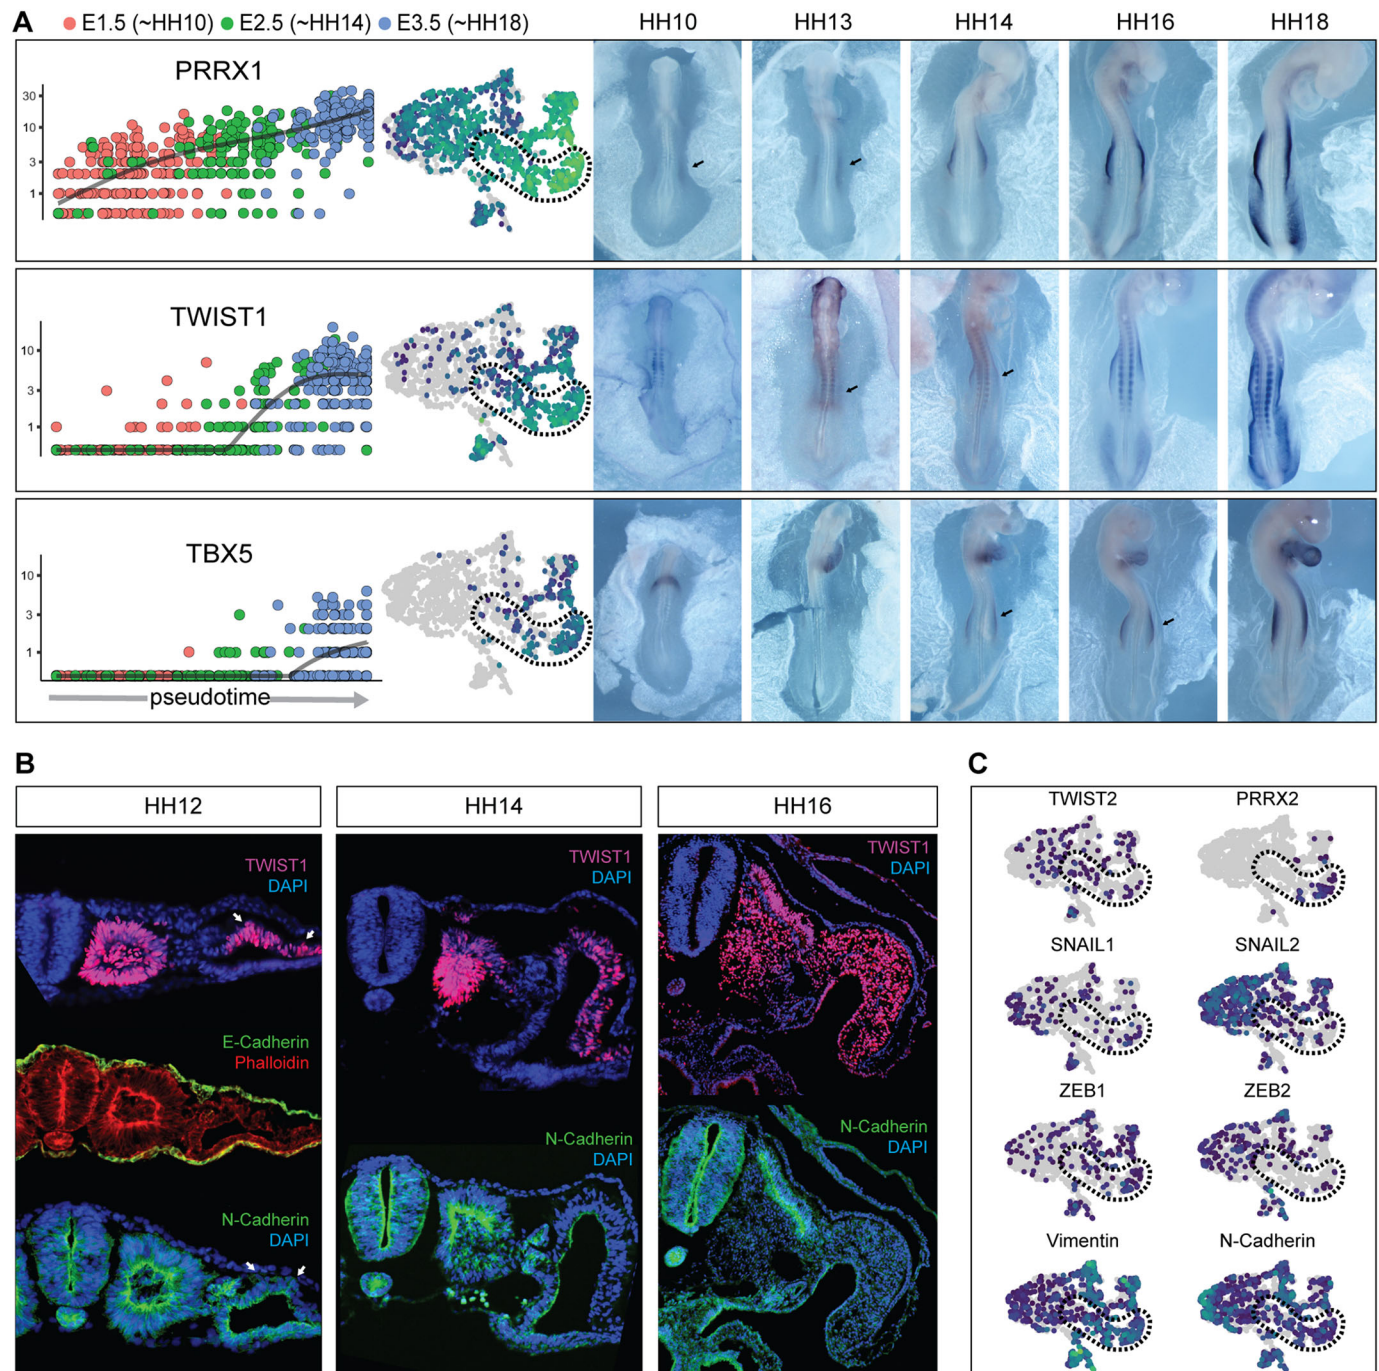 A
E1.5 (~HH10) E2.5 (~HH14) E3.5 (~HH18)
HH10 HH13 HH14 HH16 HH18
PRRX1
30
10
3
1
TWIST1
10
3
1
TBX5
10
3
1
pseudotime
B
HH12 HH14 HH16
TWIST1
DAPI
E-Cadherin
Phalloidin
N-Cadherin
DAPI
TWIST1
DAPI
N-Cadherin
DAPI
TWIST1
DAPI
N-Cadherin
DAPI
C
TWIST2 PRRX2
SNAIL1 SNAIL2
ZEB1 ZEB2
Vimentin N-Cadherin